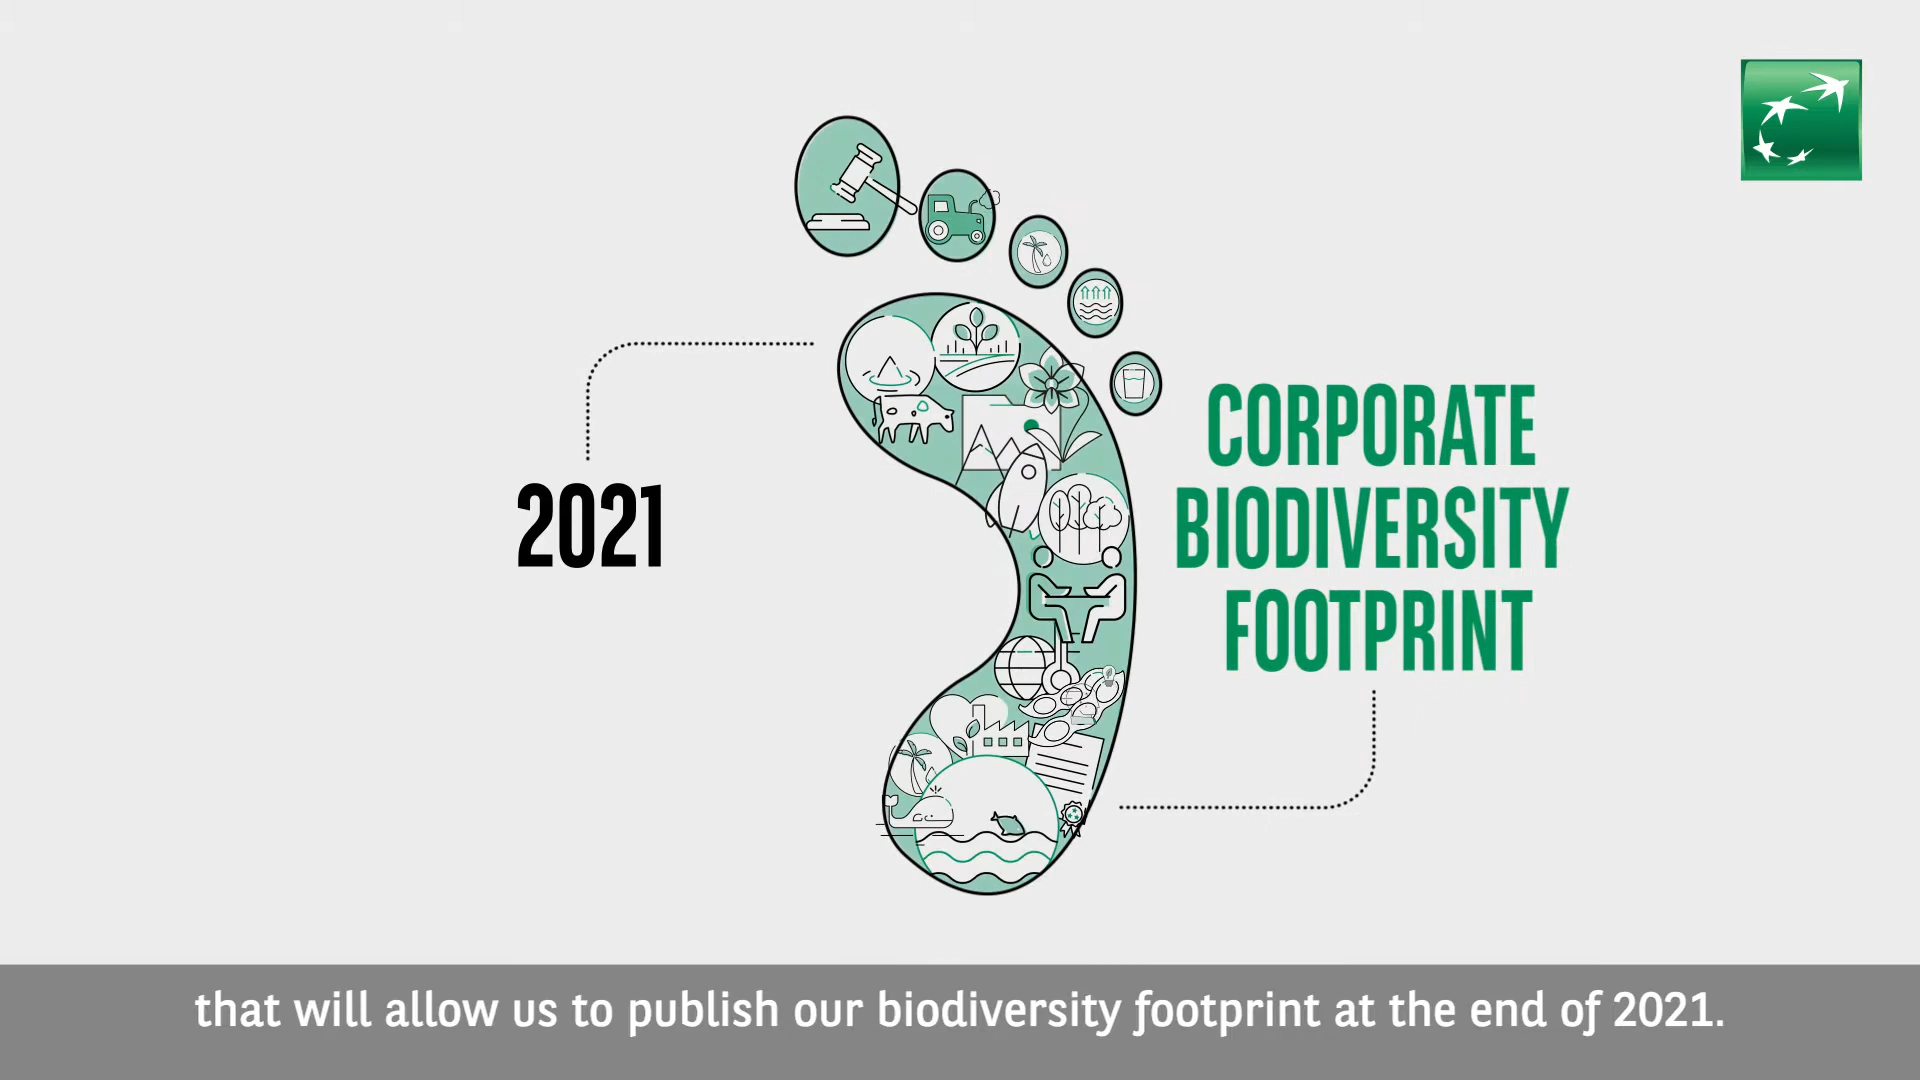 2021
CORPORATE
BIODIVERSITY
FOOTPRINT
that will allow us to publish our biodiversity footprint at the end of 2021.